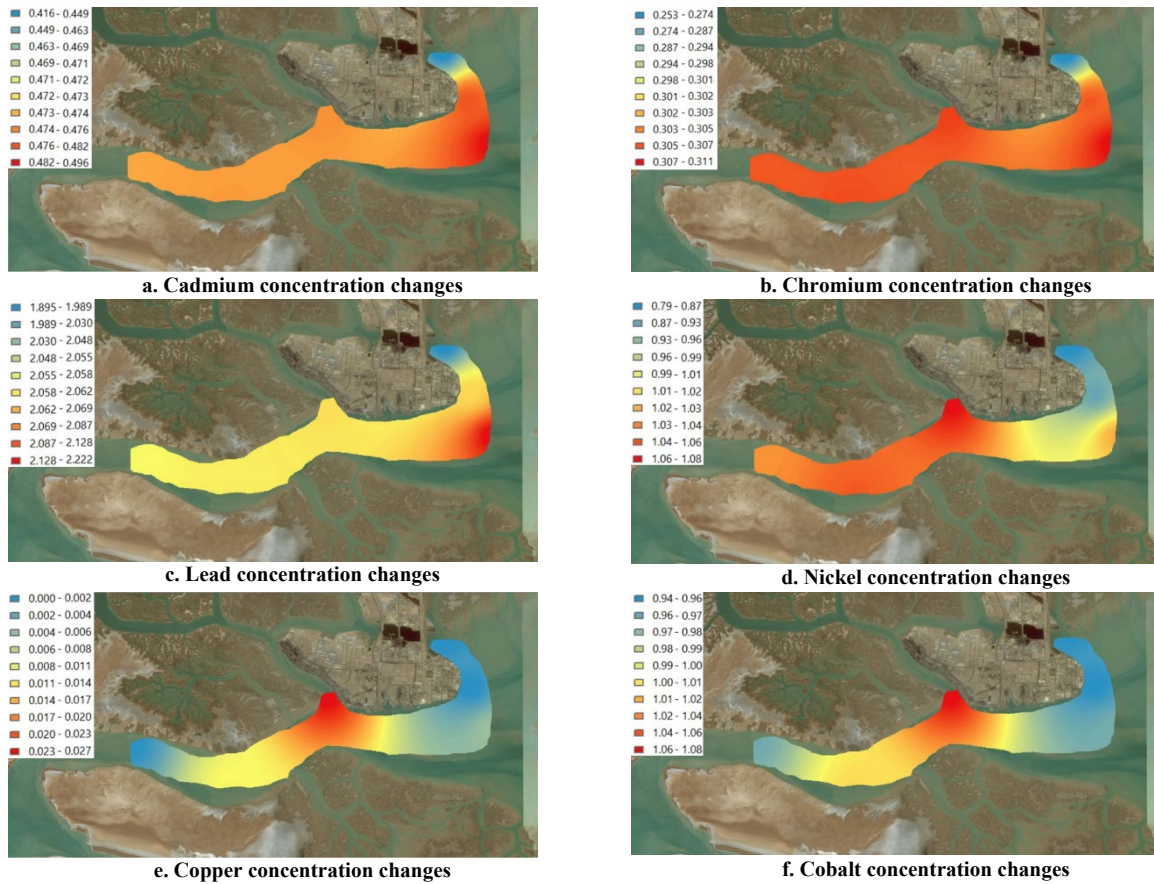 0.416 - 0.449
0.449 - 0.463
0.463 - 0.469
0.469 - 0.471
0.471 - 0.472
0.472 - 0.473
0.473 - 0.474
0.474 - 0.476
0.476 - 0.482
0.482 - 0.496
a. Cadmium concentration changes
0.253 - 0.274
0.274 - 0.287
0.287 - 0.294
0.294 - 0.298
0.298 - 0.301
0.301 - 0.302
0.302 - 0.303
0.303 - 0.305
0.305 - 0.307
0.307 - 0.311
b. Chromium concentration changes
1.895 - 1.989
1.989 - 2.030
2.030 - 2.048
2.048 - 2.055
2.055 - 2.058
2.058 - 2.062
2.062 - 2.069
2.069 - 2.087
2.087 - 2.128
2.128 - 2.222
c. Lead concentration changes
0.79 - 0.87
0.87 - 0.93
0.93 - 0.96
0.96 - 0.99
0.99 - 1.01
1.01 - 1.02
1.02 - 1.03
1.03 - 1.04
1.04 - 1.06
1.06 - 1.08
d. Nickel concentration changes
0.000 - 0.002
0.002 - 0.004
0.004 - 0.006
0.006 - 0.008
0.008 - 0.011
0.011 - 0.014
0.014 - 0.017
0.017 - 0.020
0.020 - 0.023
0.023 - 0.027
e. Copper concentration changes
0.94 - 0.96
0.96 - 0.97
0.97 - 0.98
0.98 - 0.99
0.99 - 1.00
1.00 - 1.01
1.01 - 1.02
1.02 - 1.04
1.04 - 1.06
1.06 - 1.08
f. Cobalt concentration changes